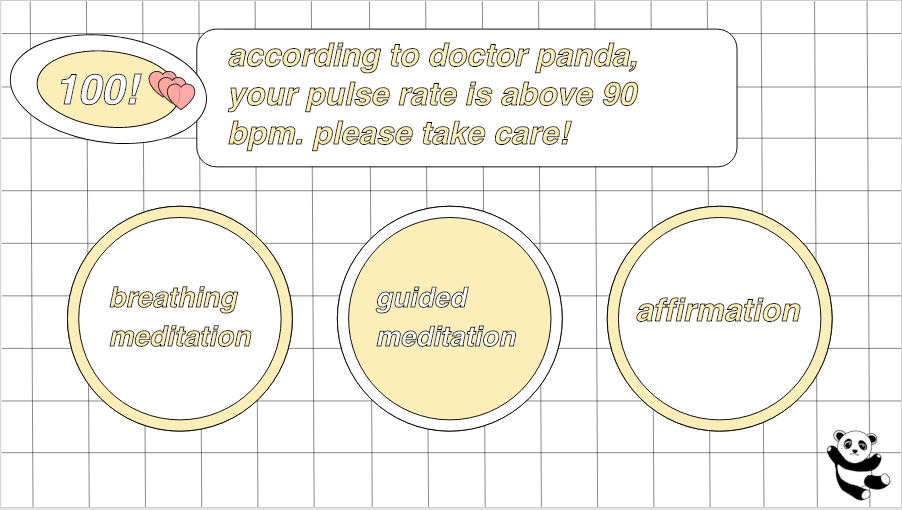 100!
according to doctor panda,
your pulse rate is above 90
bpm. please take care!
breathing
meditation
guided
meditation
affirmation